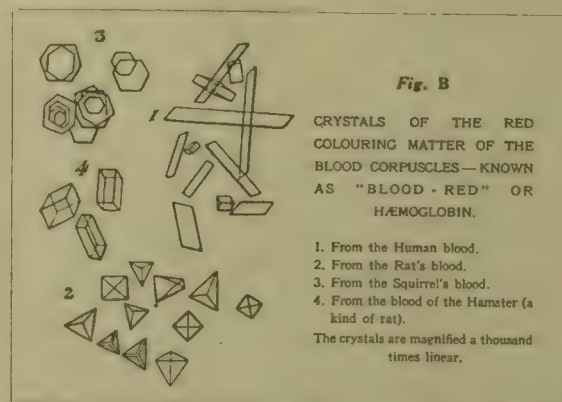 3
1
4
2
Fig. B
CRYSTALS OF THE RED
COLOURING MATTER OF THE
BLOOD CORPUSCLES — KNOWN
AS "BLOOD - RED" OR
HÆMOGLOBIN.
1. From the Human blood.
2. From the Rat's blood.
3. From the Squirrel's blood.
4. From the blood of the Hamster (a
kind of rat).
The crystals are magnified a thousand
times linear.